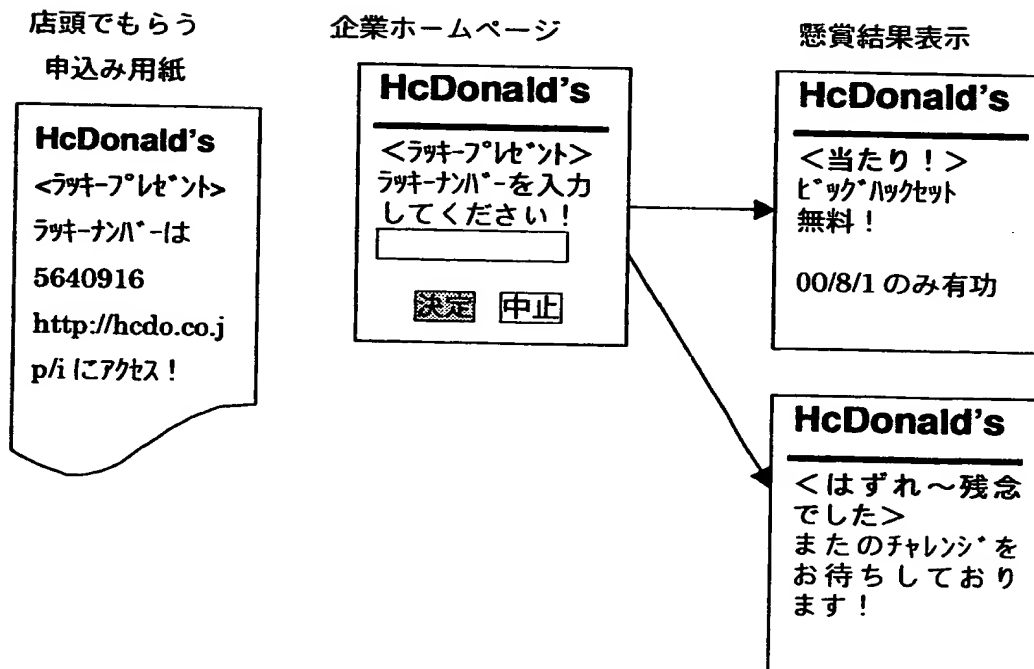 店頭でもらう
申込み用紙
HcDonald's
<ﾗｯｷｰﾌﾟﾚｾﾞﾝﾄ>
ﾗｯｷｰﾅﾝﾊﾞｰは
5640916
http://hcdo.co.j
p/i にｱｸｾｽ！
企業ホームページ
HcDonald's
＜ﾗｯｷｰﾌﾟﾚｾﾞﾝﾄ＞
ﾗｯｷｰﾅﾝﾊﾞｰを入力
してください！
決定 中止
懸賞結果表示
HcDonald's
＜当たり！＞
ﾋﾞｯｸﾞﾊｯｸｾｯﾄ
無料！
00/8/1 のみ有功
HcDonald's
＜はずれ～残念
でした＞
またのﾁｬﾚﾝｼﾞを
お待ちしており
ます！